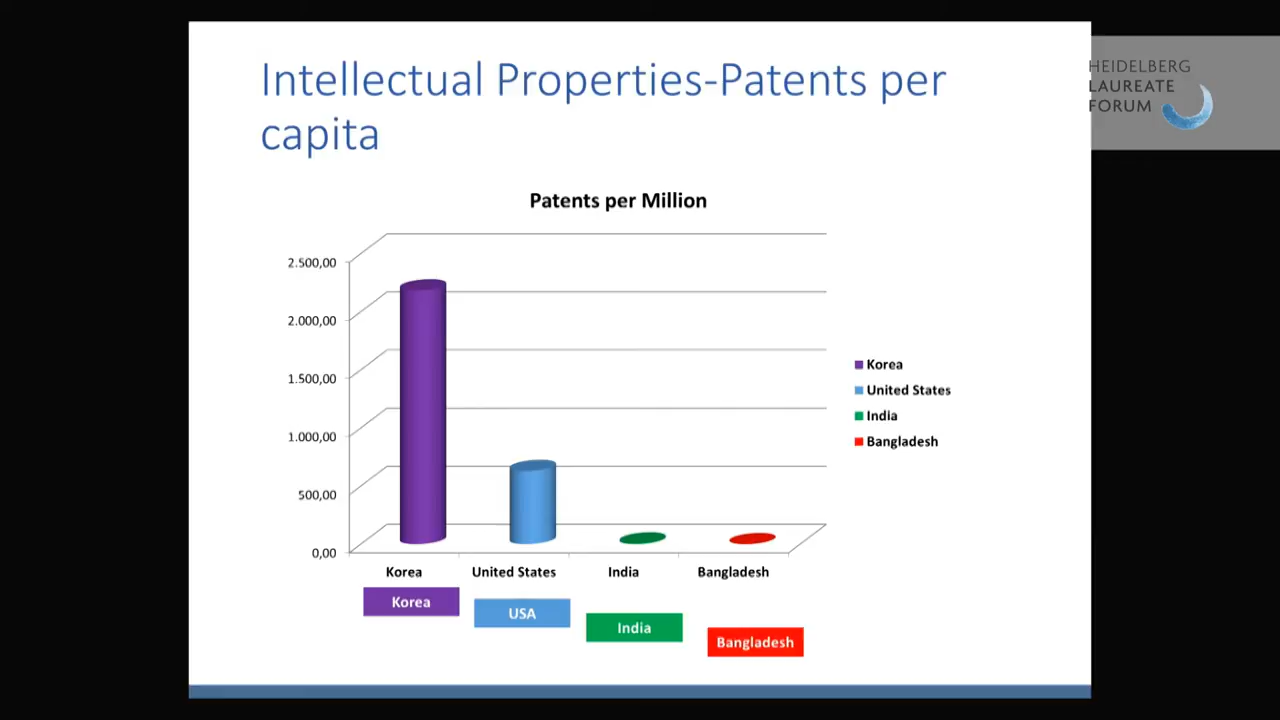 Intellectual Properties-Patents per
capita
HEIDELBERG
LAUREATE
FORUM
Patents per Million
2.500,00
2.000,00
1.500,00
1.000,00
500,00
0,00
Korea
United States
India
Bangladesh
Korea
United States
India
Bangladesh
Korea
USA
India
Bangladesh